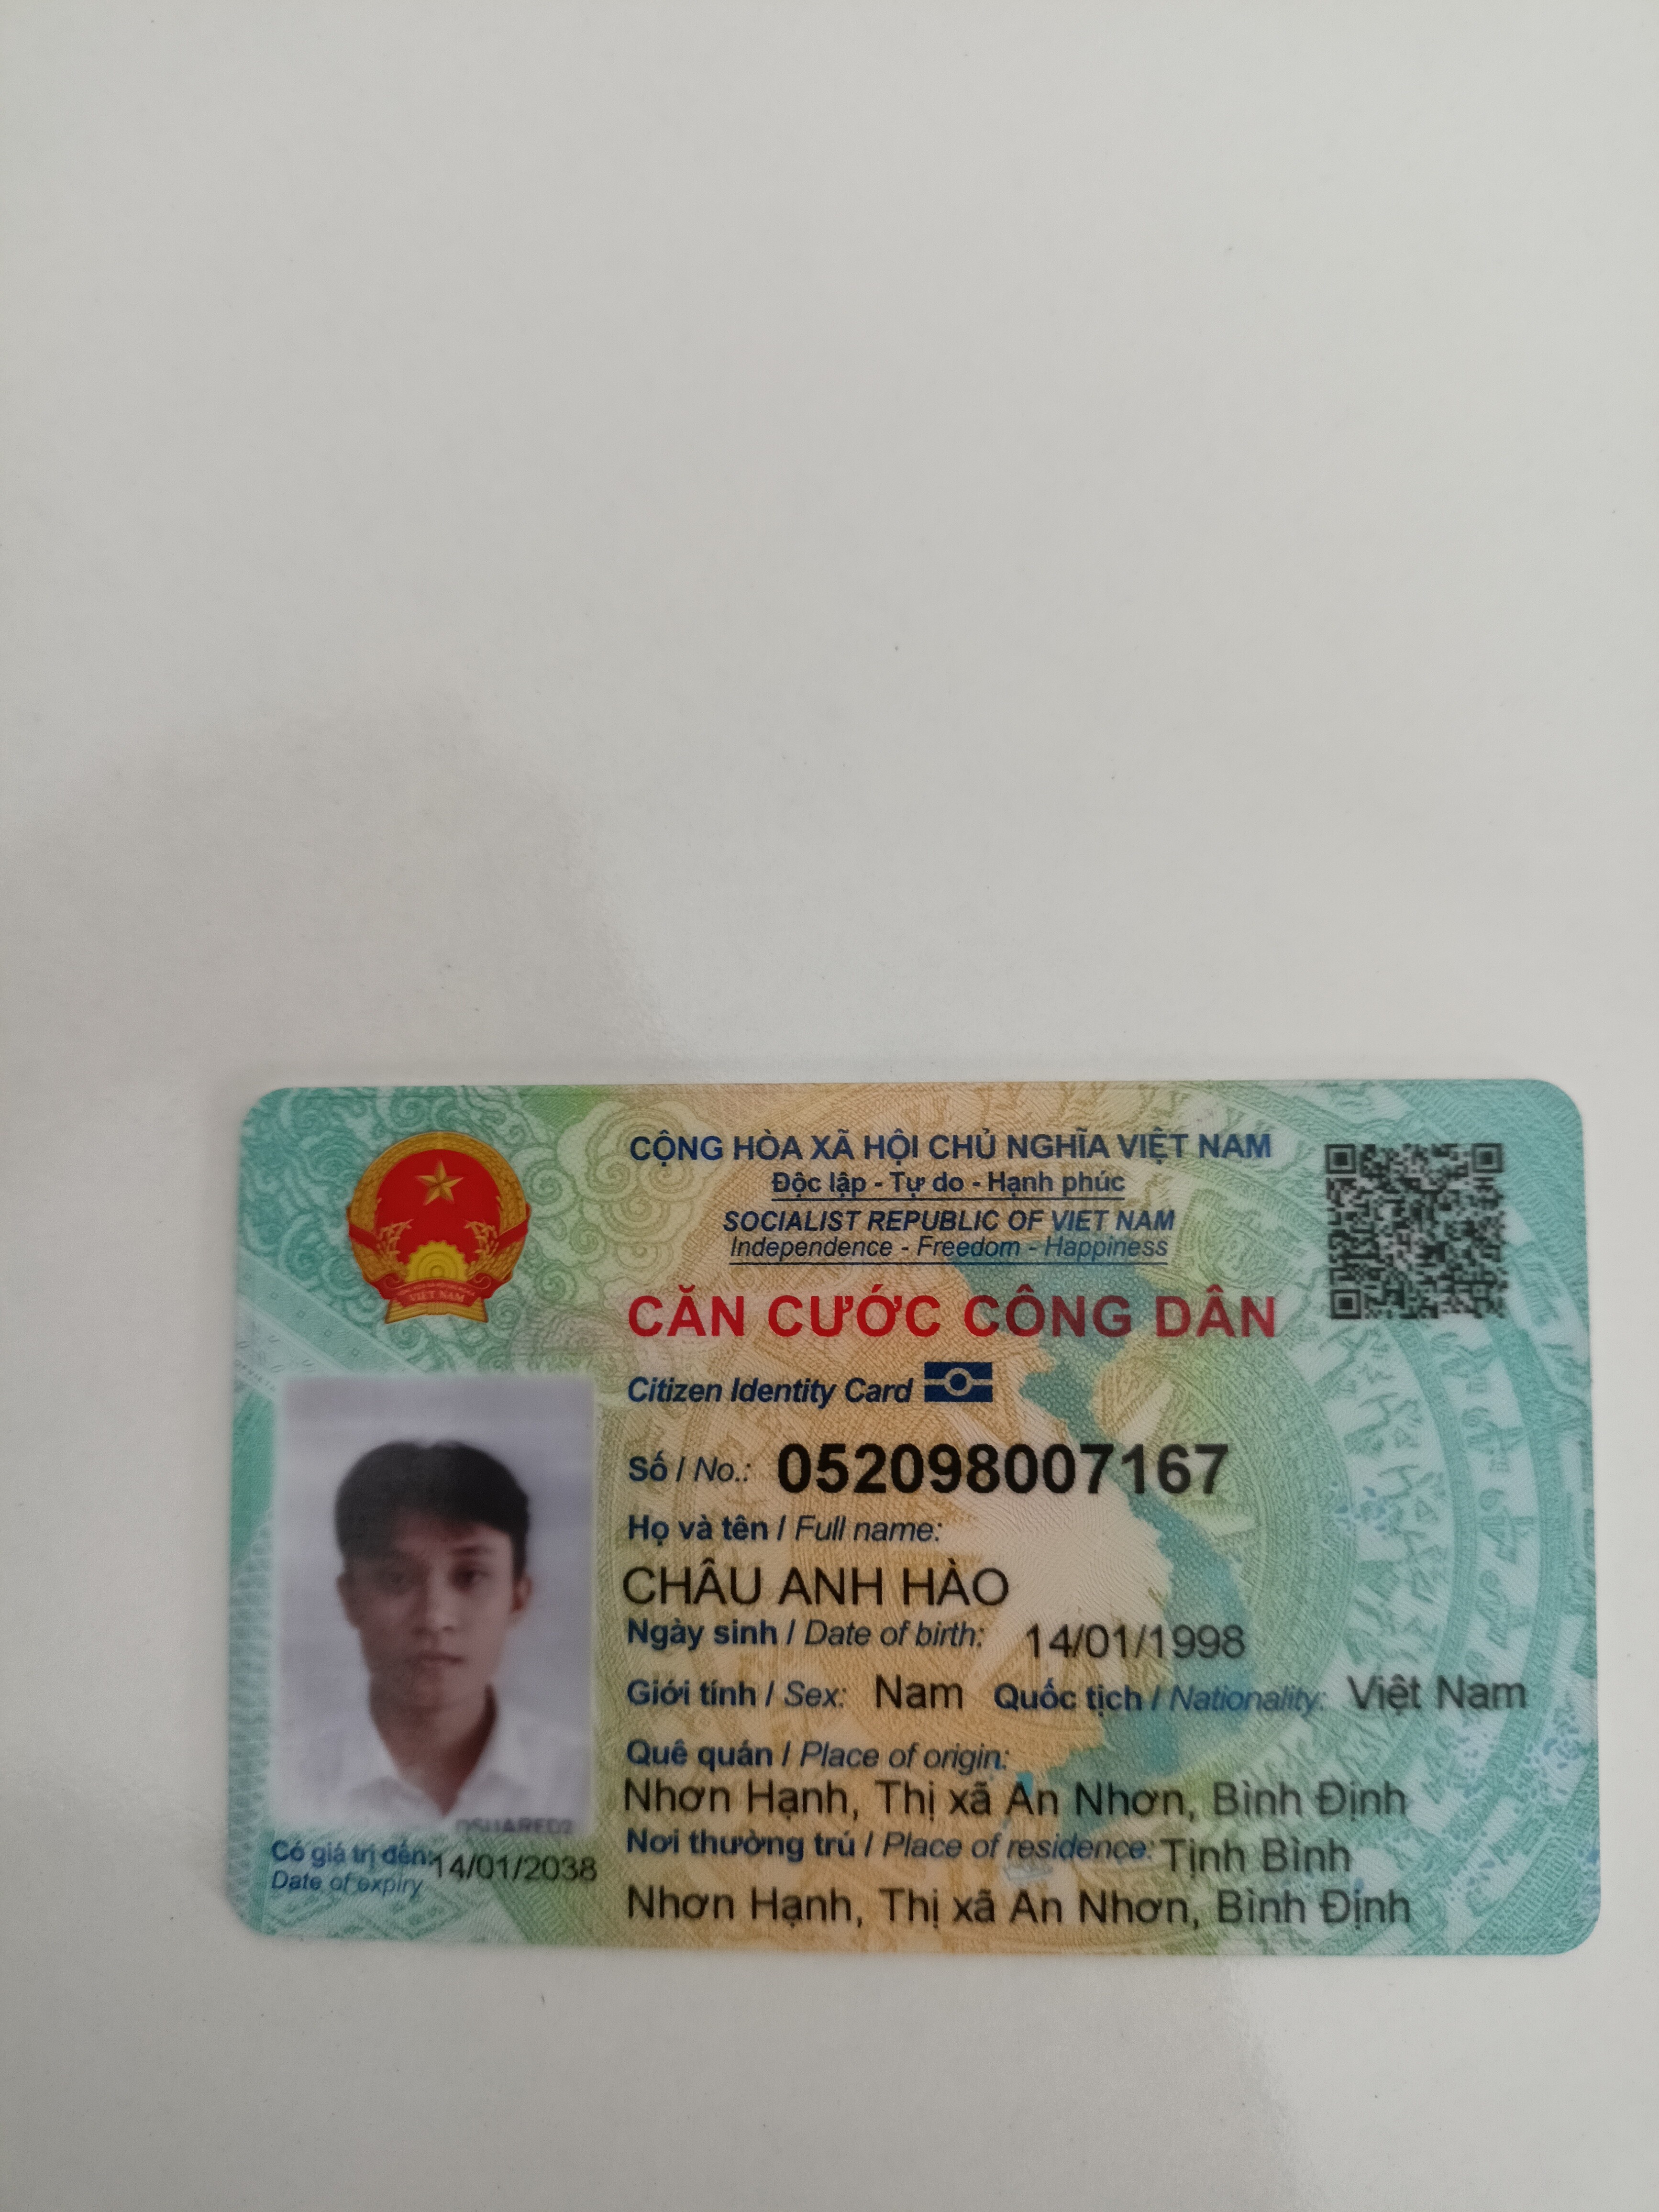 CỘNG HÒA XÃ HỘI CHỦ NGHĨA VIỆT NAM
Độc lập - Tự do - Hạnh phúc
SOCIALIST REPUBLIC OF VIET NAM
Independence - Freedom - Happiness
CĂN CƯỚC CÔNG DÂN
Citizen Identity Card
Số / No.: 052098007167
Họ và tên / Full name:
CHÂU ANH HÀO
Ngày sinh / Date of birth: 14/01/1998
Giới tính / Sex: Nam Quốc tịch / Nationality: Việt Nam
Quê quán / Place of origin:
Nhơn Hạnh, Thị xã An Nhơn, Bình Định
Nơi thường trú / Place of residence: Tịnh Bình
Nhơn Hạnh, Thị xã An Nhơn, Bình Định
VIỆT NAM
Có giá trị đến: 14/01/2038
Date of expiry